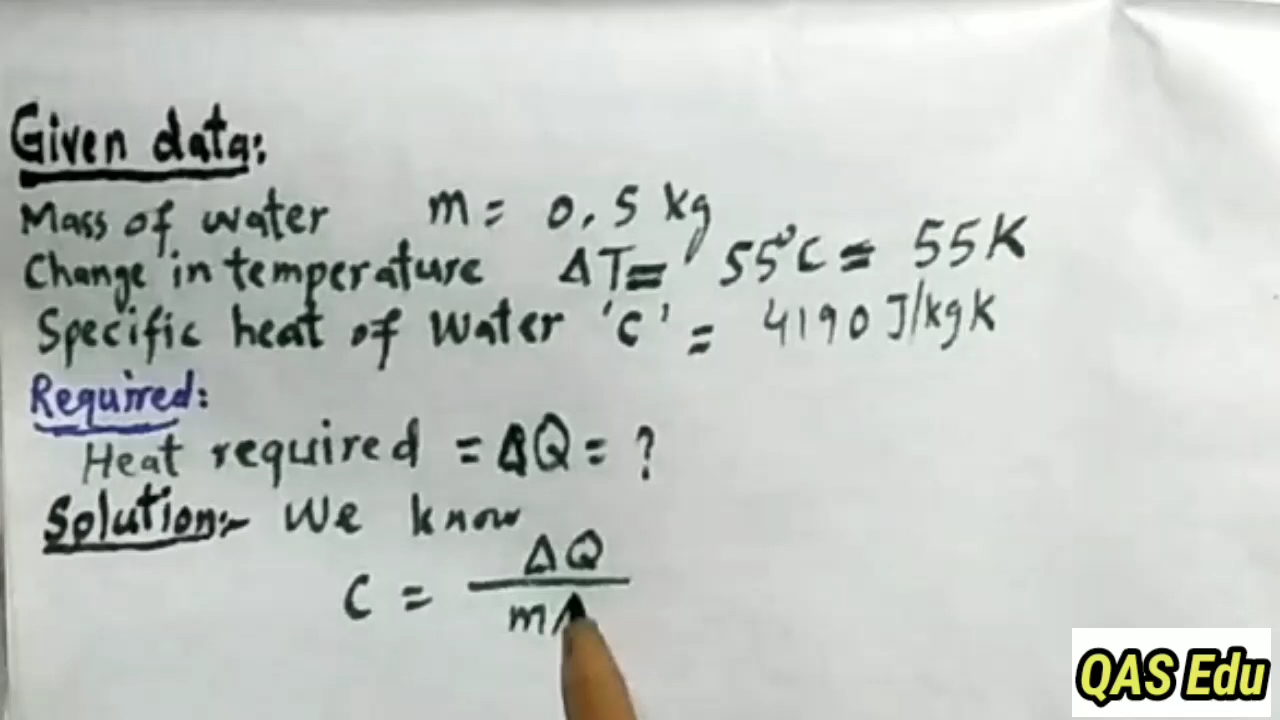 Given data:
Mass of water m = 0.5 kg
Change in temperature ΔT = 55°C = 55K
Specific heat of water 'c' = 4190 J/kgK
Required:
Heat required = ΔQ = ?
Solution:- We know
C = ΔQ
m
QAS Edu